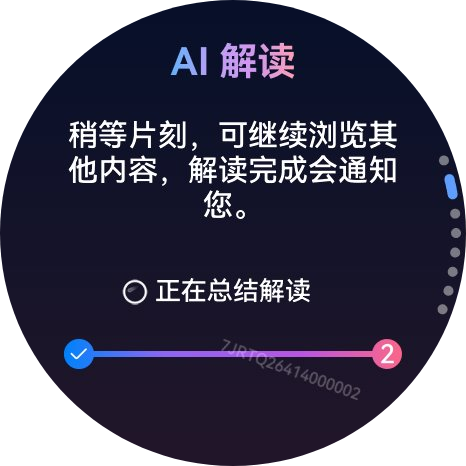 AI 解读
稍等片刻，可继续浏览其
他内容，解读完成会通知
您。
正在总结解读
2
7JRTQ26414000002